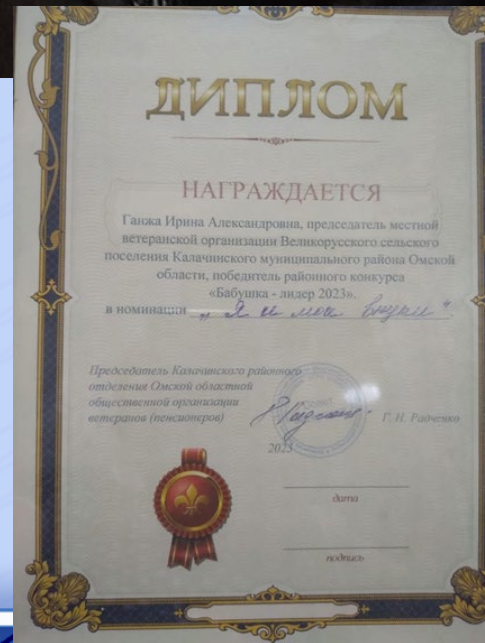 ДИПЛОМ
НАГРАЖДАЕТСЯ
Ганжа Ирина Александровна, председатель местной
ветеранской организации Великорусского сельского
поселения Калачинского муниципального района Омской
области, победитель районного конкурса
«Бабушка - лидер 2023».
в номинации „Я и мои внуки".
Председатель Калачинского районного
отделения Омской областной
общественной организации
ветеранов (пенсионеров) Г. Н. Радченко
2023
дата
подпись